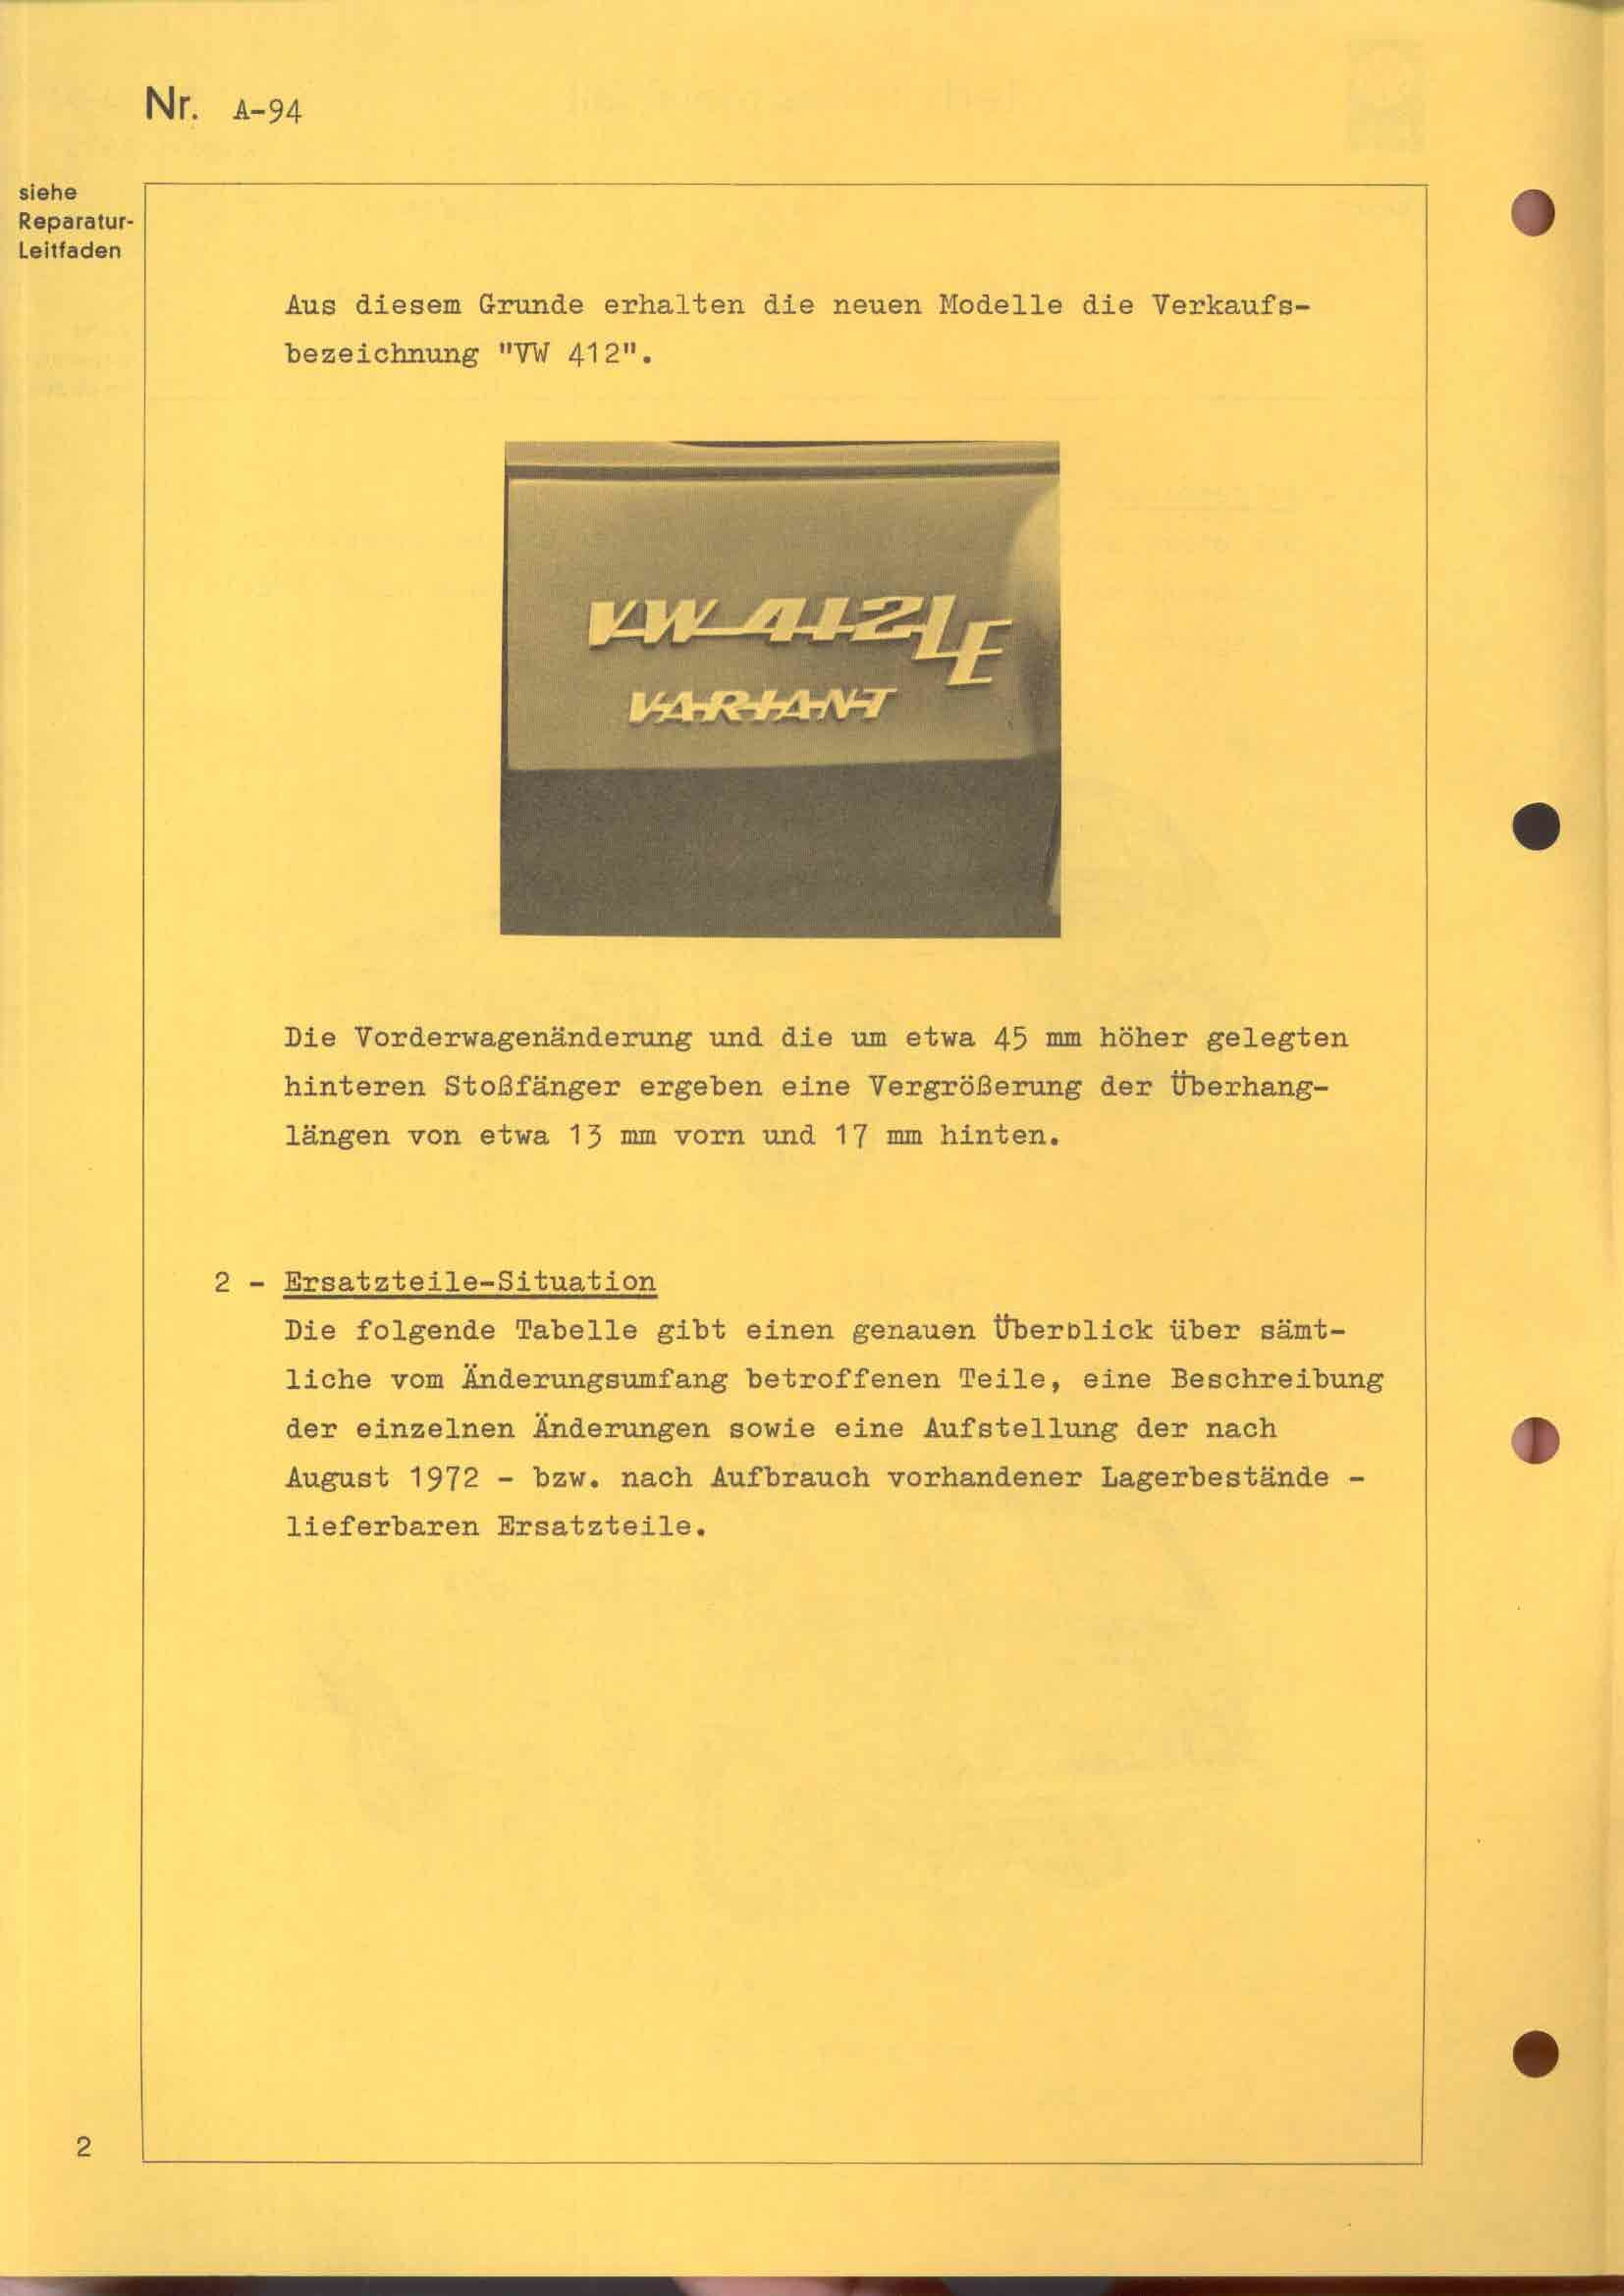 Nr. A-94
siehe
Reparatur-
Leitfaden
Aus diesem Grunde erhalten die neuen Modelle die Verkaufs-
bezeichnung "VW 412".
VW 412 LE
VARIANT
Die Vorderwagenänderung und die um etwa 45 mm höher gelegten
hinteren Stoßfänger ergeben eine Vergrößerung der Überhang-
längen von etwa 13 mm vorn und 17 mm hinten.
2 - Ersatzteile-Situation
Die folgende Tabelle gibt einen genauen Überblick über sämt-
liche vom Änderungsumfang betroffenen Teile, eine Beschreibung
der einzelnen Änderungen sowie eine Aufstellung der nach
August 1972 - bzw. nach Aufbrauch vorhandener Lagerbestände -
lieferbaren Ersatzteile.
2